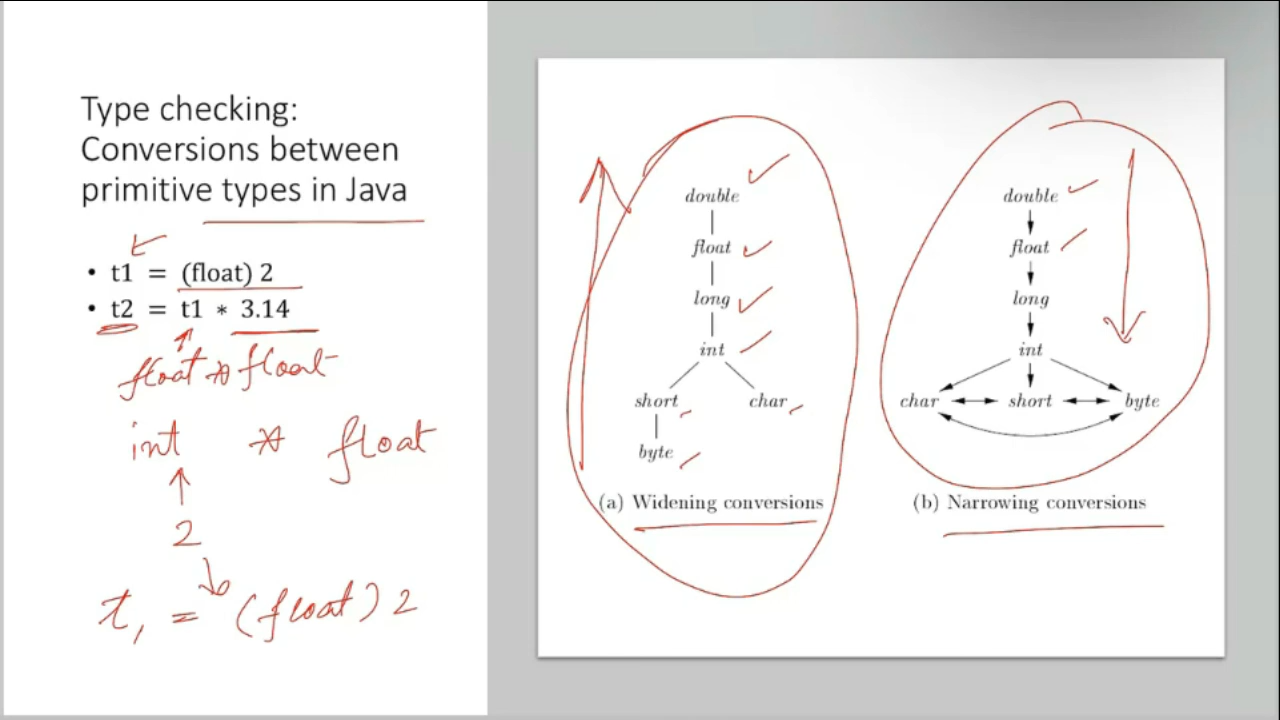 Type checking:
Conversions between
primitive types in Java
• t1 = (float) 2
• t2 = t1 * 3.14
float * float
int * float
2
t1 = (float) 2
double
float
long
int
short char
byte
(a) Widening conversions
double
float
long
int
char short byte
(b) Narrowing conversions